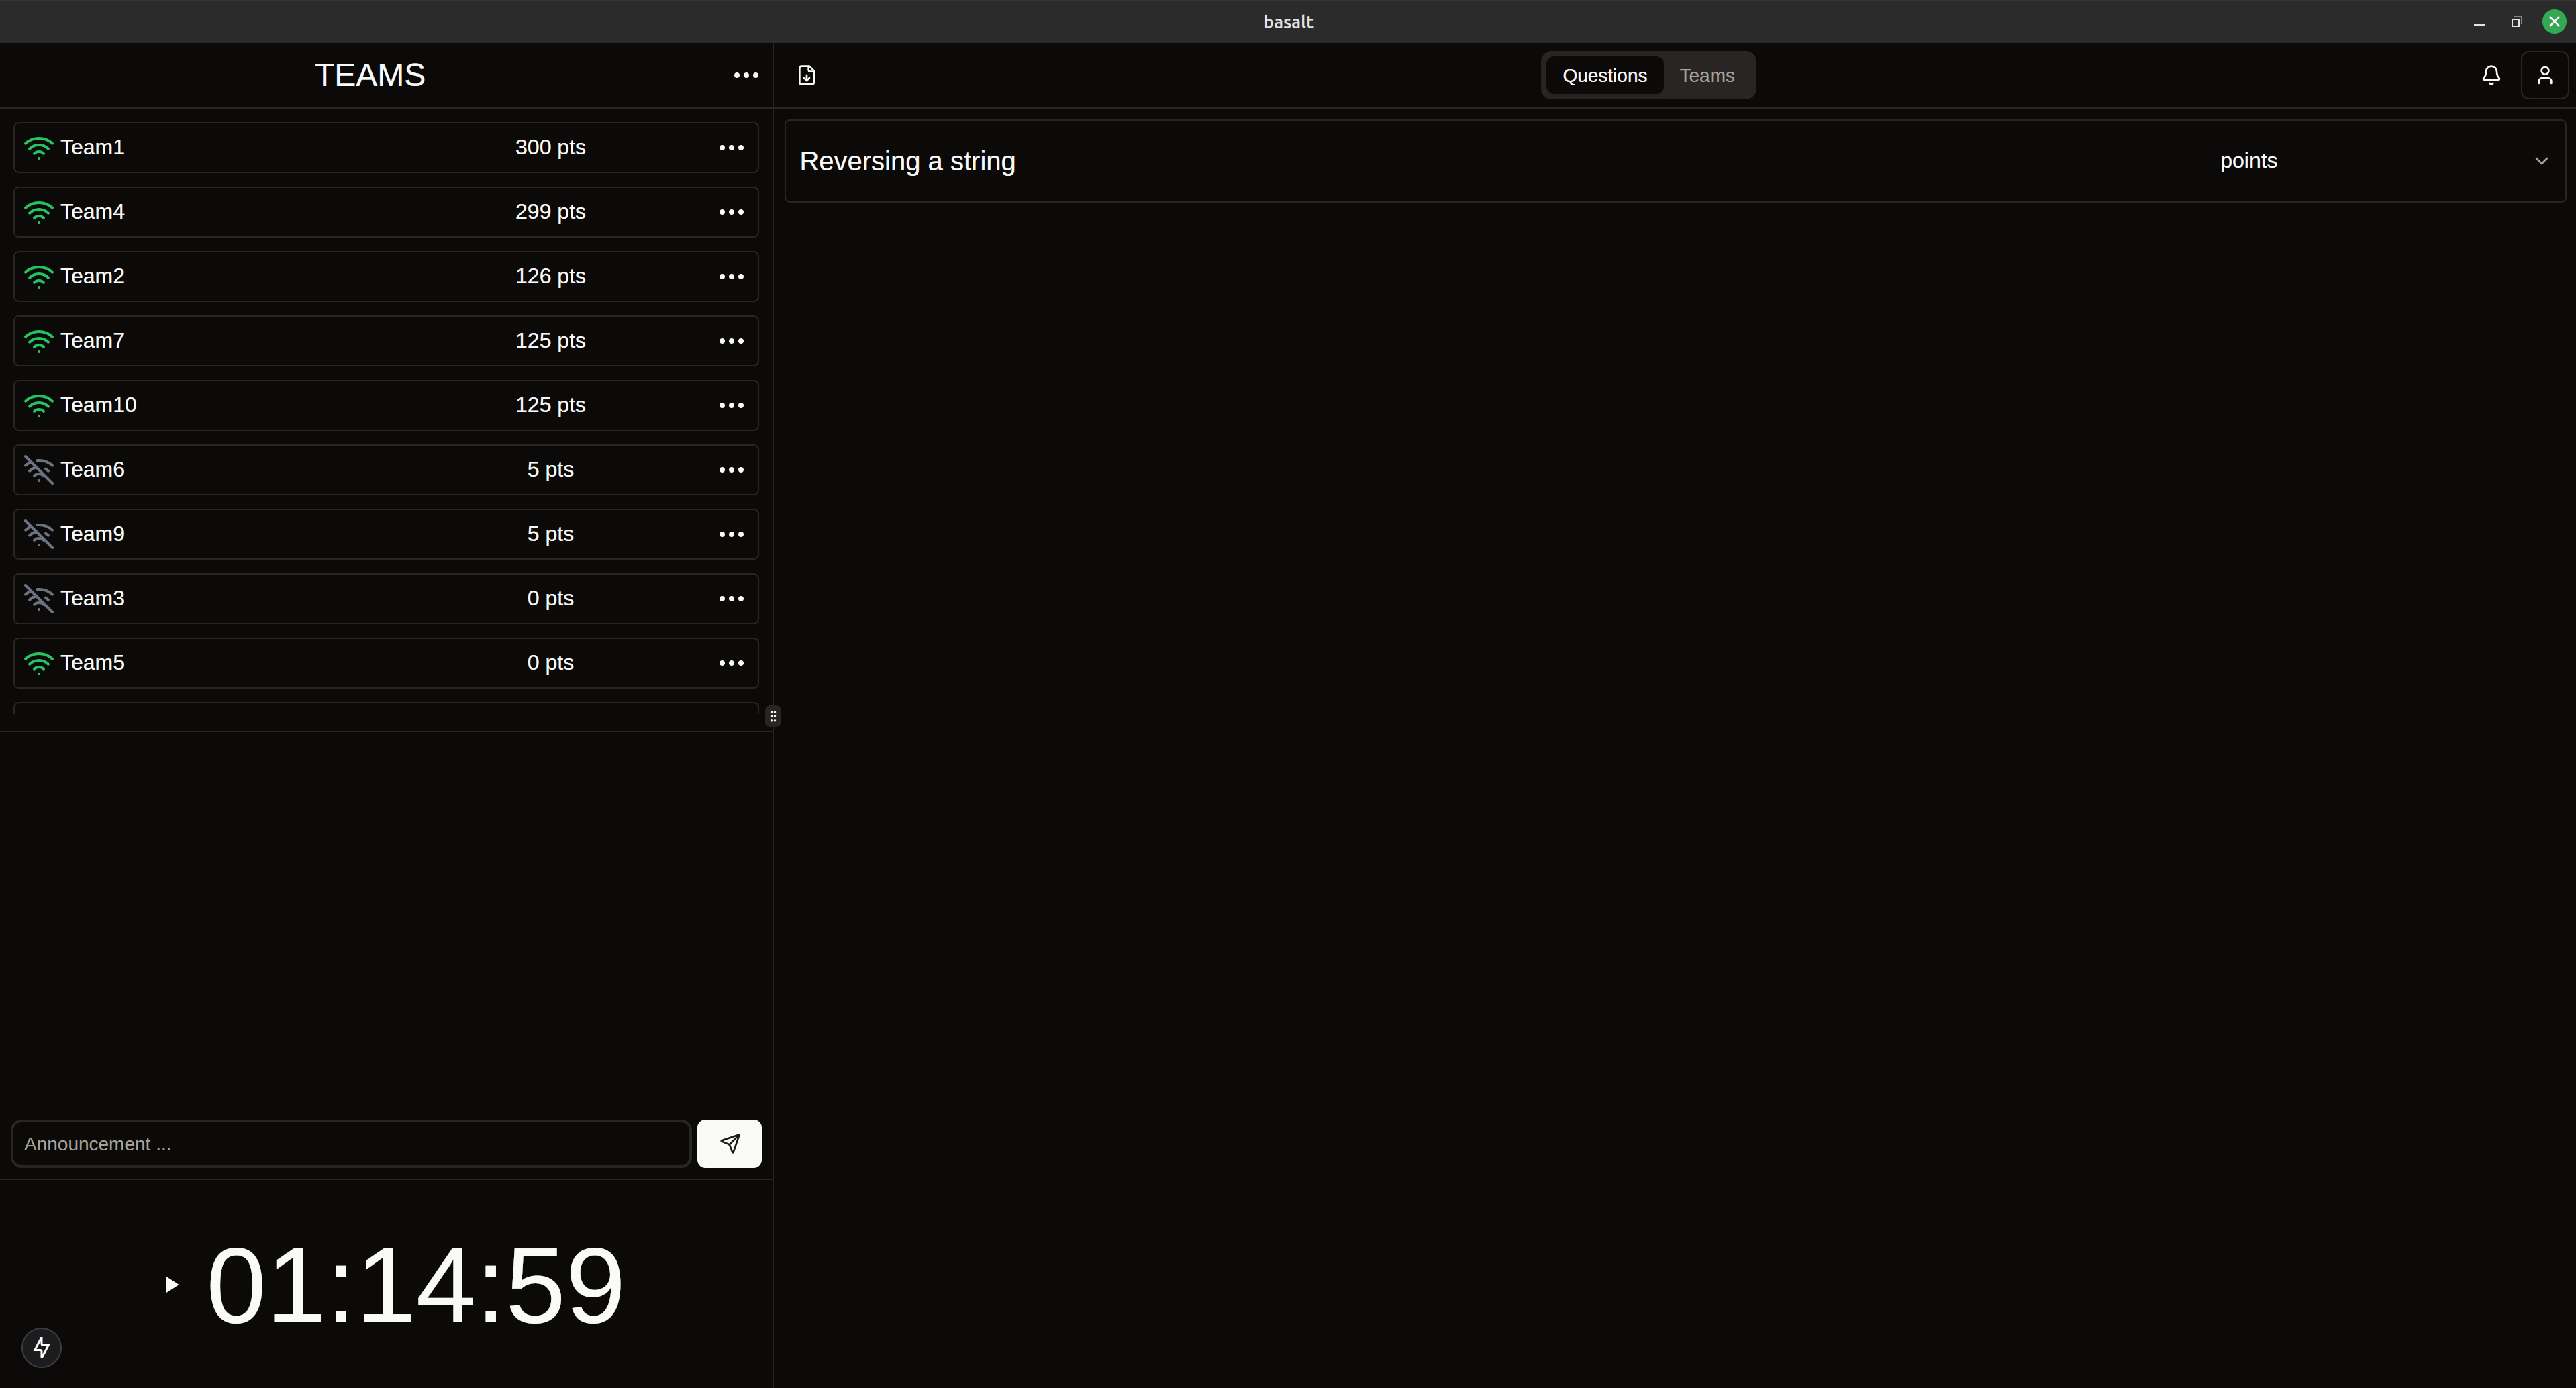 basalt
TEAMS
Questions Teams
Team1 300 pts
Team4 299 pts
Team2 126 pts
Team7 125 pts
Team10 125 pts
Team6 5 pts
Team9 5 pts
Team3 0 pts
Team5 0 pts
Announcement ...
01:14:59
Reversing a string points